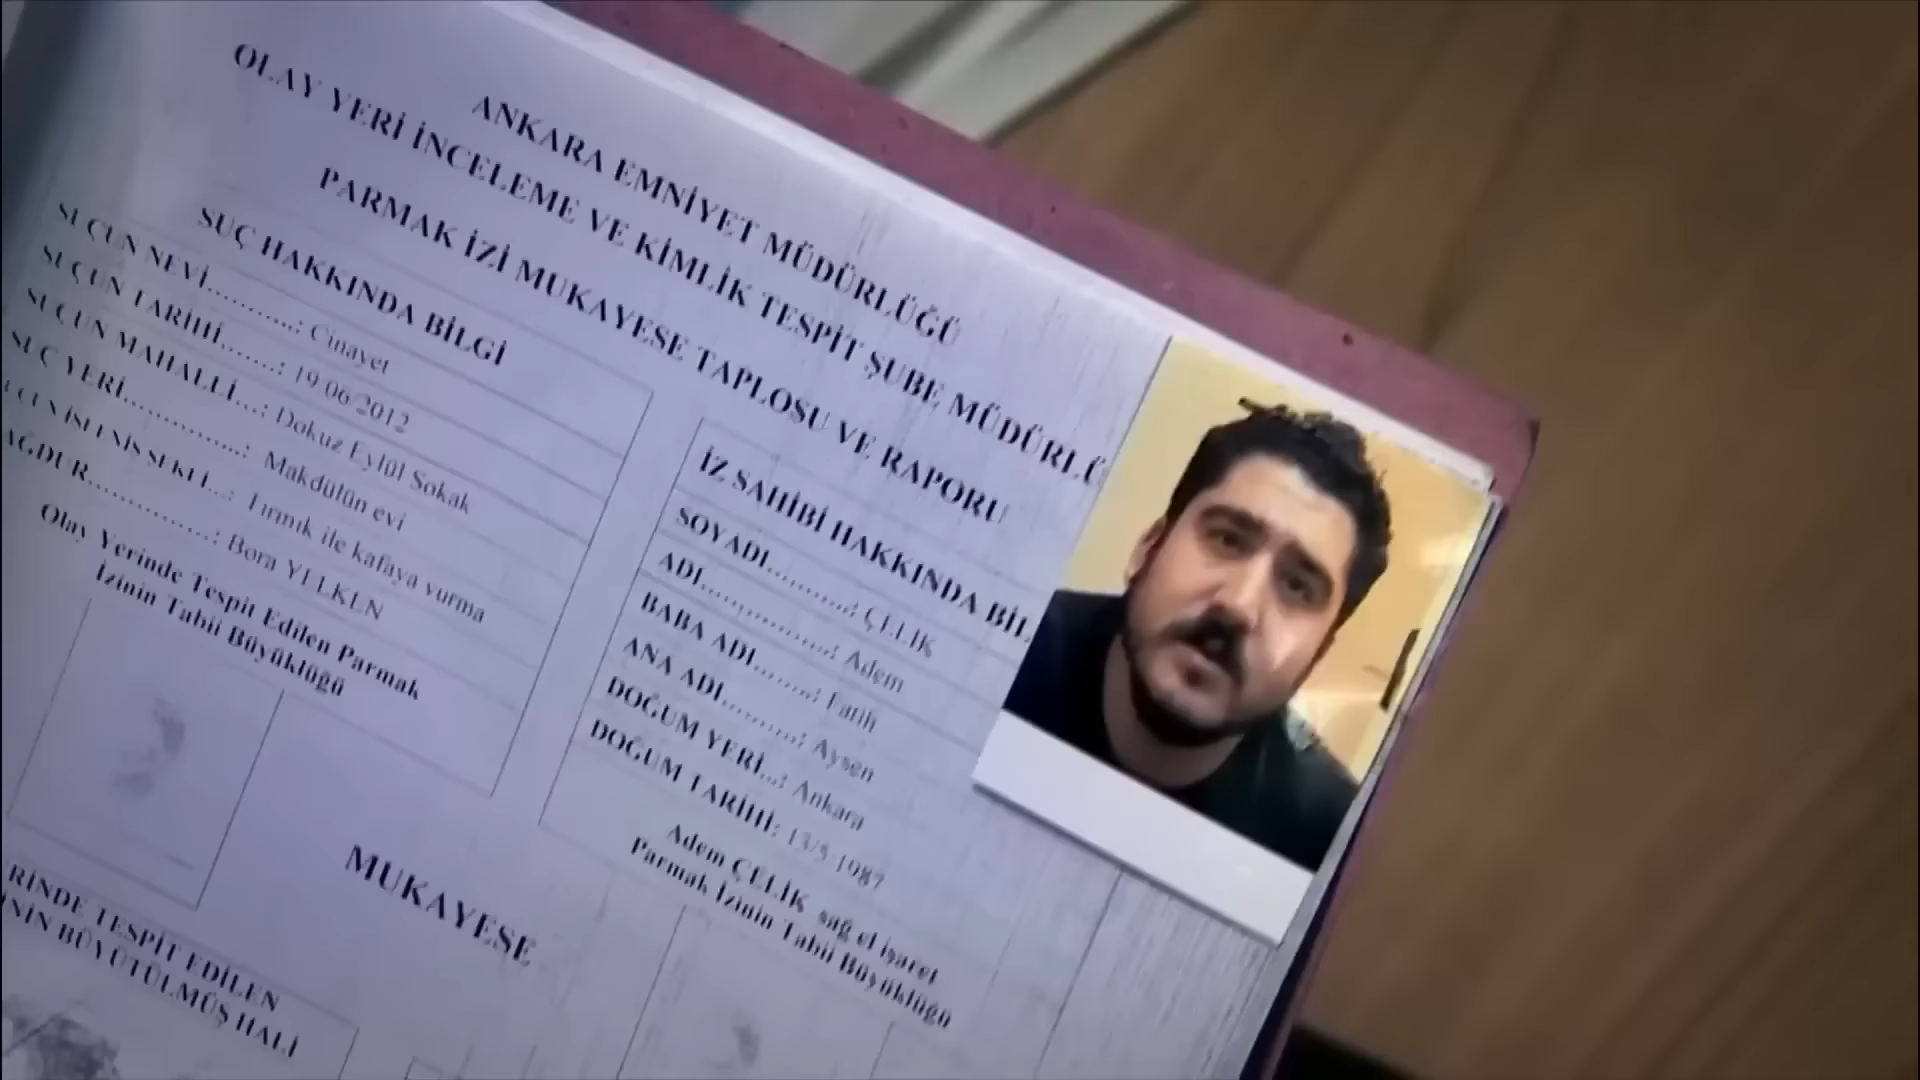 ANKARA EMNİYET MÜDÜRLÜĞÜ
OLAY YERİ İNCELEME VE KİMLİK TESPİT ŞUBE MÜDÜRLÜ
PARMAK İZİ MUKAYESE TAPLOSU VE RAPORU
SUÇ HAKKINDA BİLGİ
SUÇUN NEVİ..........: Cinayet
SUÇUN TARİHİ.......: 19/06/2012
SUÇUN MAHALLİ...: Dokuz Eylül Sokak
SUÇ YERİ.............: Makdülün evi
Tırmık ile kafaya vurma
Bora YELKEN
Olay Yerinde Tespit Edilen Parmak
İzinin Tabii Büyüklüğü
İZ SAHİBİ HAKKINDA BİL
SOYADI..........: ÇELİK
ADI...............: Adem
BABA ADI.......: Fatih
ANA ADI.........: Aysen
DOĞUM YERİ...: Ankara
DOĞUM TARİHİ: 13/5/1987
Adem ÇELİK sağ el işaret
Parmak İzinin Tabii Büyüklüğü
MUKAYESE
RİNDE TESPİT EDİLEN
NİN BÜYÜTÜLMÜŞ HALİ